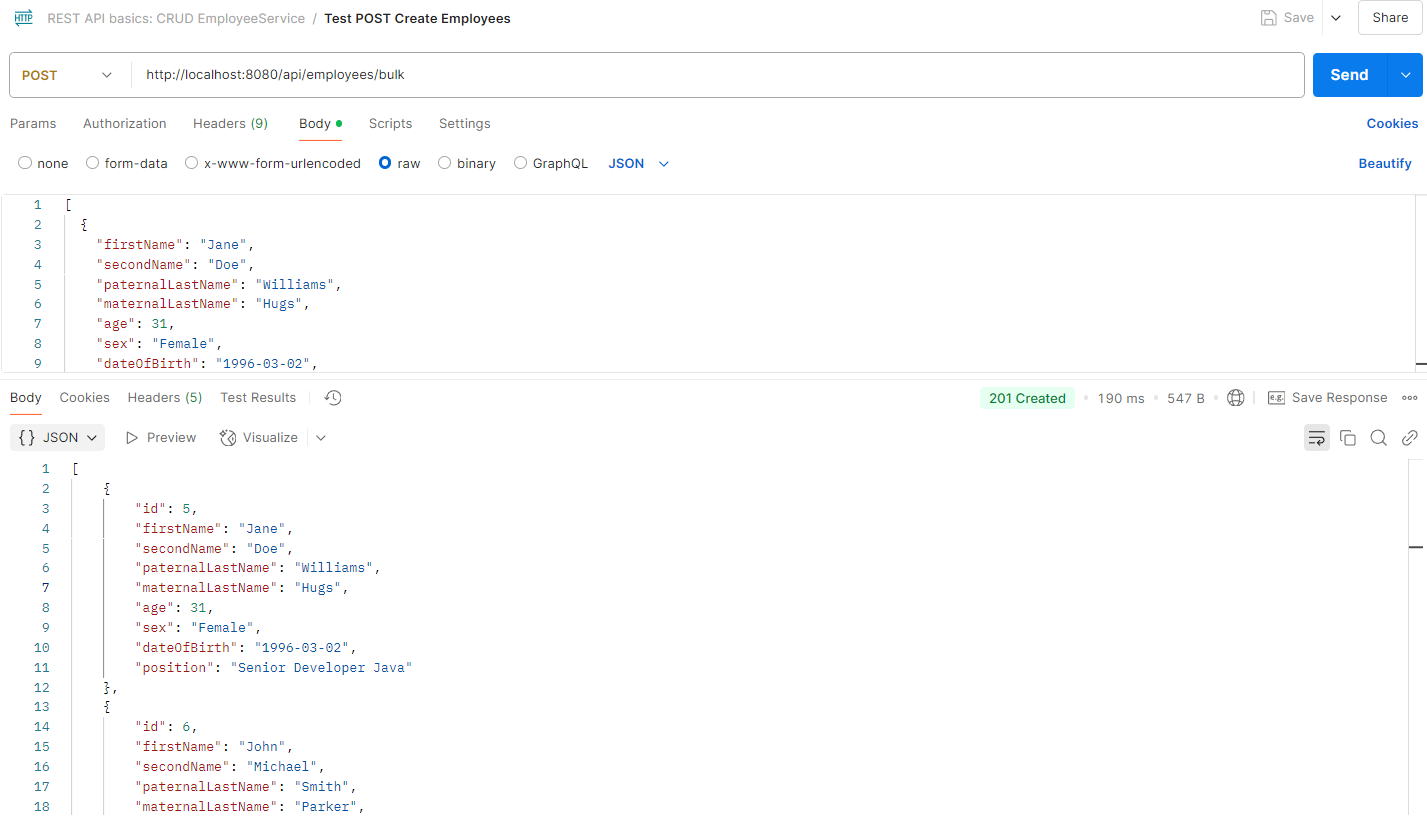 HTTP REST API basics: CRUD EmployeeService / Test POST Create Employees Save Share
POST http://localhost:8080/api/employees/bulk Send
Params Authorization Headers (9) Body Scripts Settings Cookies
none form-data x-www-form-urlencoded raw binary GraphQL JSON Beautify
1 [
2 {
3 "firstName": "Jane",
4 "secondName": "Doe",
5 "paternalLastName": "Williams",
6 "maternalLastName": "Hugs",
7 "age": 31,
8 "sex": "Female",
9 "dateOfBirth": "1996-03-02",
Body Cookies Headers (5) Test Results 201 Created 190 ms 547 B e.g. Save Response
{} JSON Preview Visualize
1 [
2 {
3 "id": 5,
4 "firstName": "Jane",
5 "secondName": "Doe",
6 "paternalLastName": "Williams",
7 "maternalLastName": "Hugs",
8 "age": 31,
9 "sex": "Female",
10 "dateOfBirth": "1996-03-02",
11 "position": "Senior Developer Java"
12 },
13 {
14 "id": 6,
15 "firstName": "John",
16 "secondName": "Michael",
17 "paternalLastName": "Smith",
18 "maternalLastName": "Parker",